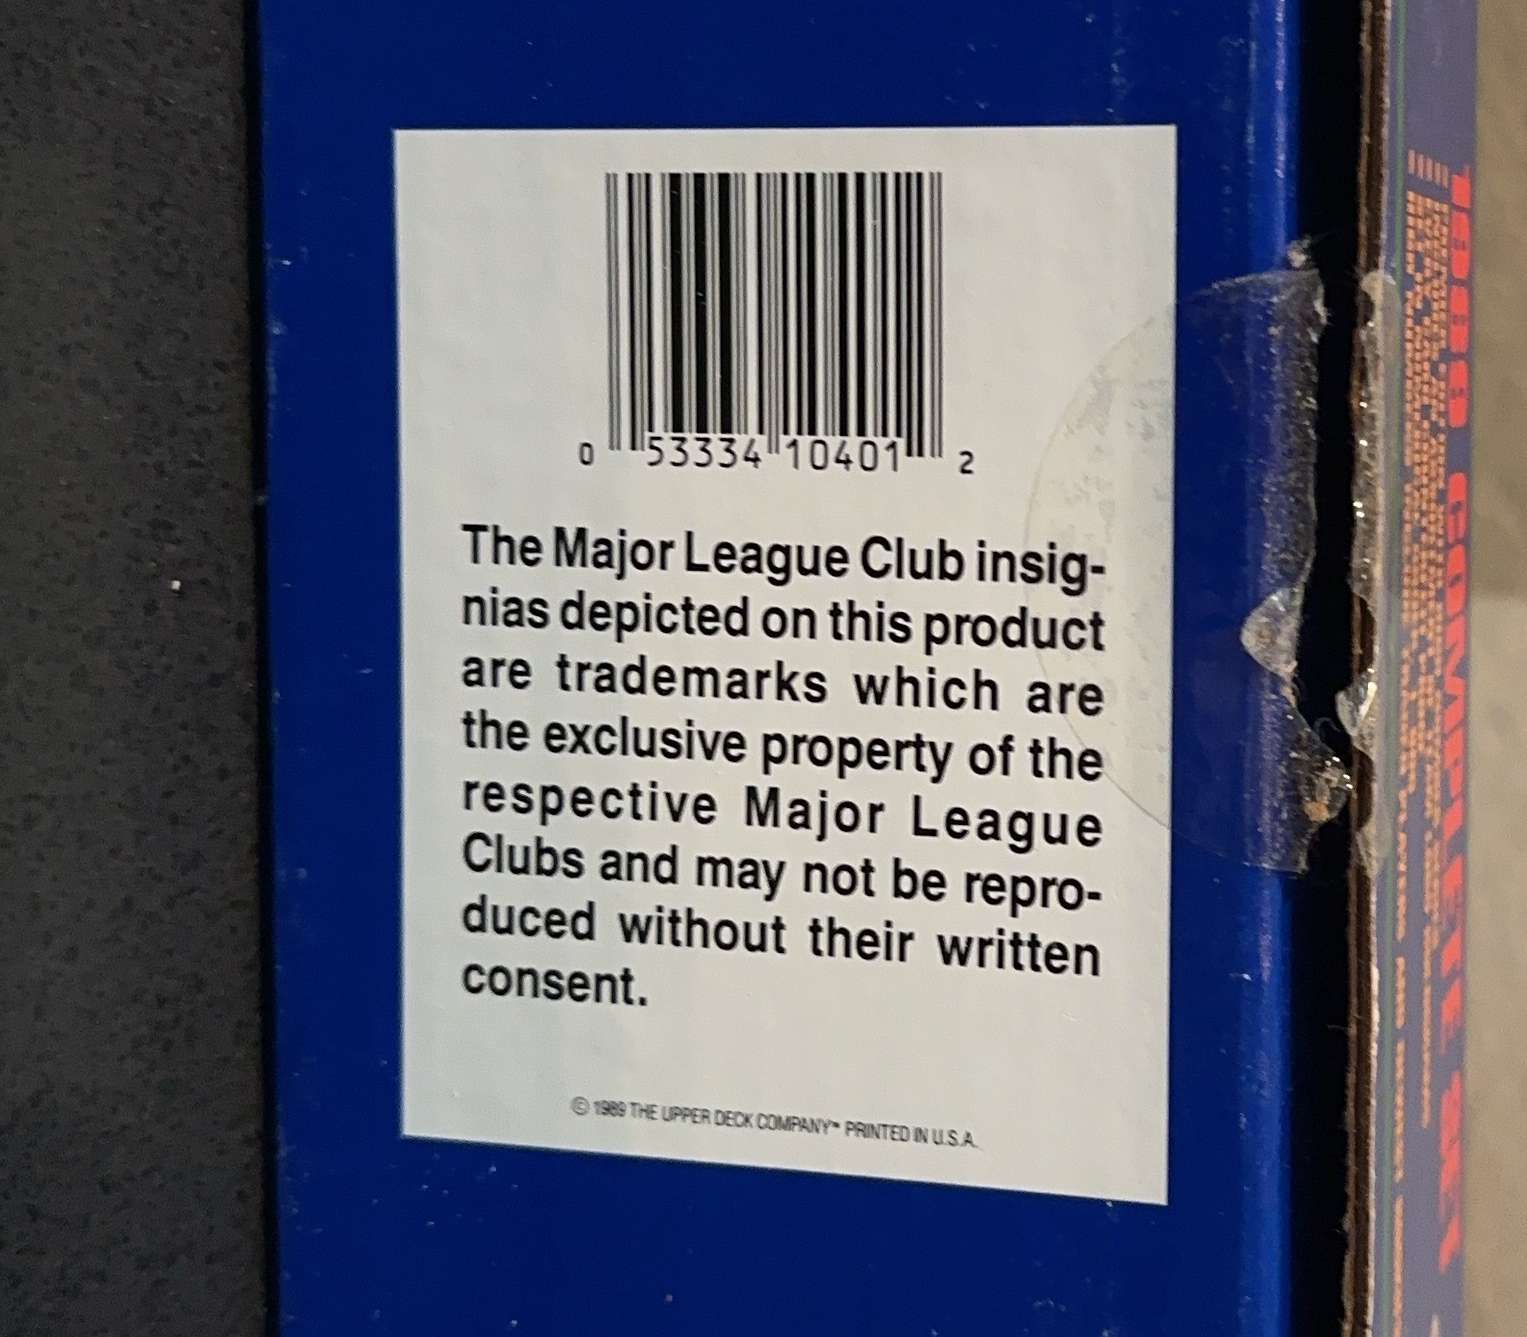 0 53334 10401 2
The Major League Club insig-
nias depicted on this product
are trademarks which are
the exclusive property of the
respective Major League
Clubs and may not be repro-
duced without their written
consent.
© 1989 THE UPPER DECK COMPANY™ PRINTED IN U.S.A.
COMPLETE SET